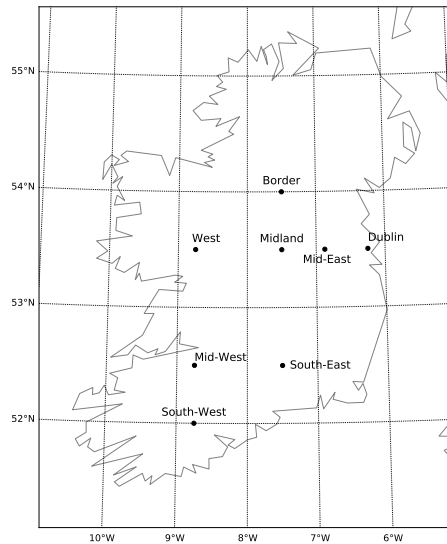 55°N
54°N
Border
West
Midland
Dublin
Mid-East
53°N
Mid-West
South-East
South-West
52°N
10°W
9°W
8°W
7°W
6°W